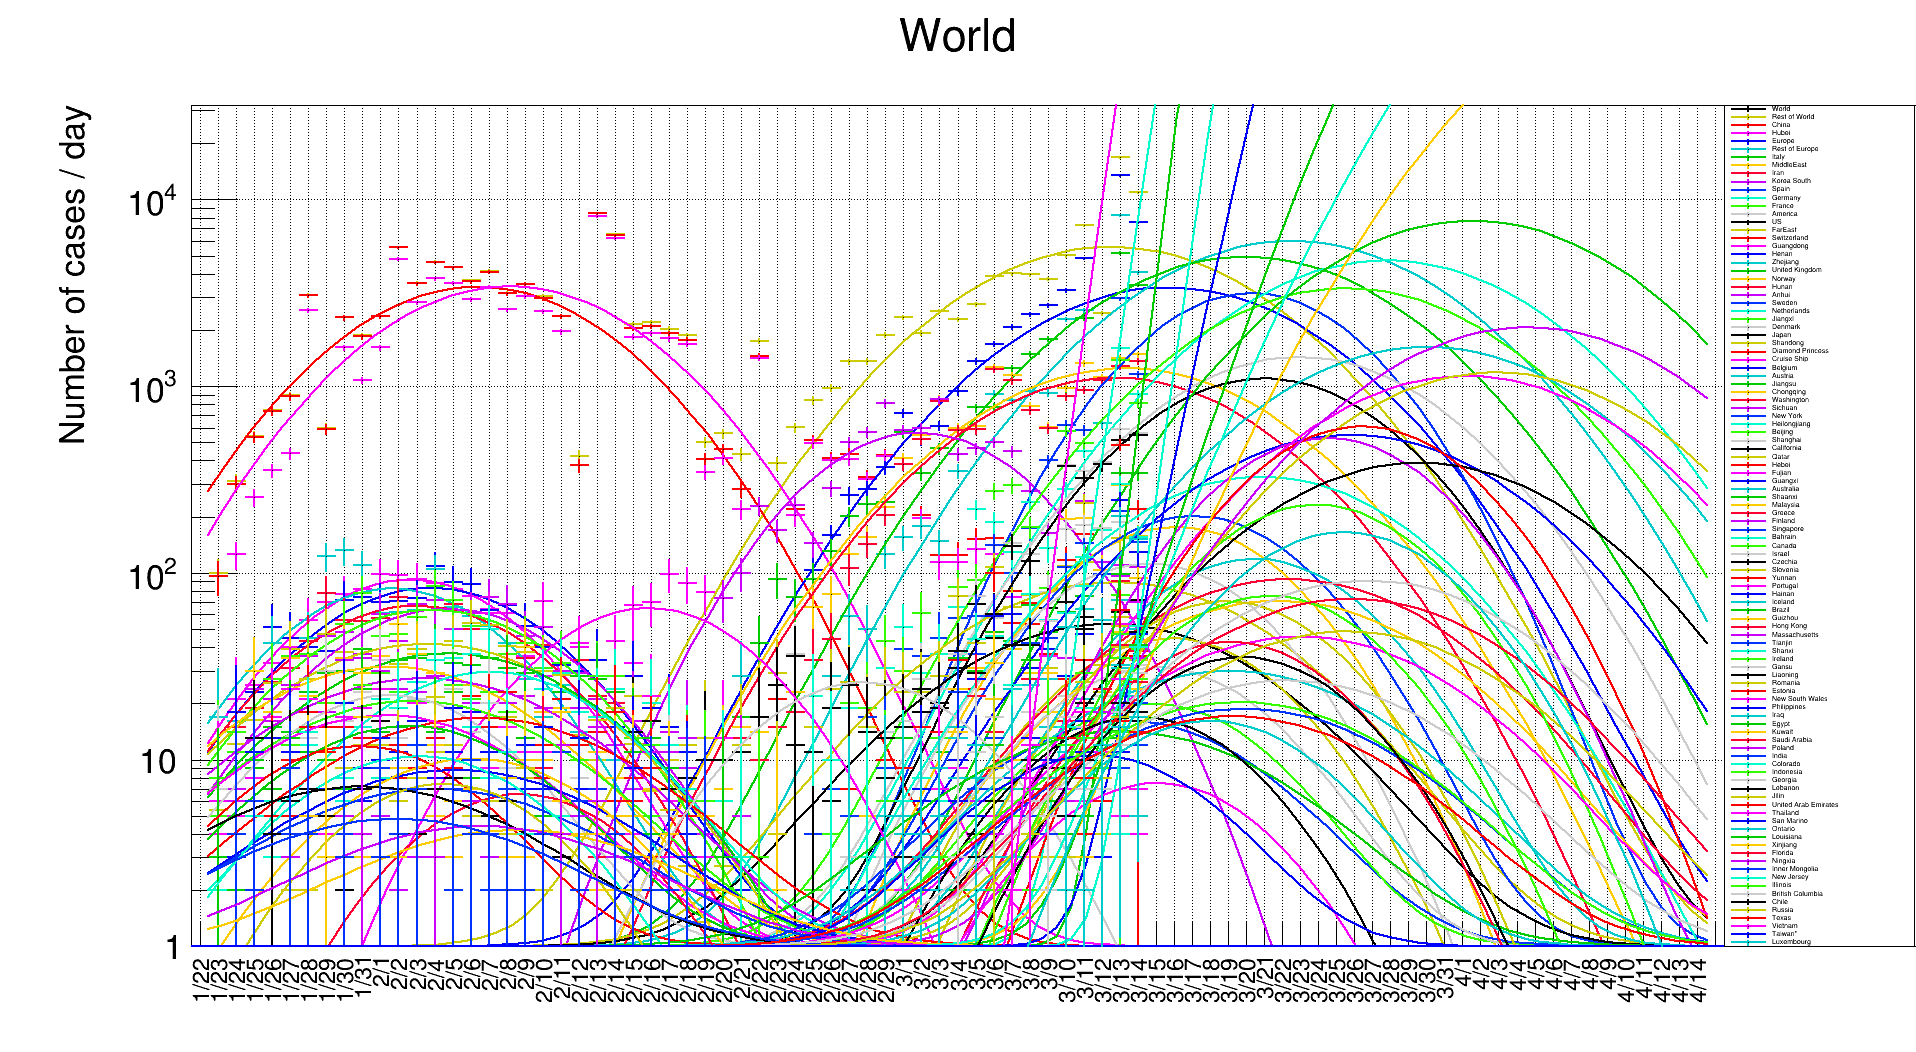 World
Number of cases / day
10⁴
10³
10²
10
1
1/22
1/23
1/24
1/25
1/26
1/27
1/28
1/29
1/30
1/31
2/1
2/2
2/3
2/4
2/5
2/6
2/7
2/8
2/9
2/10
2/11
2/12
2/13
2/14
2/15
2/16
2/17
2/18
2/19
2/20
2/21
2/22
2/23
2/24
2/25
2/26
2/27
2/28
2/29
3/1
3/2
3/3
3/4
3/5
3/6
3/7
3/8
3/9
3/10
3/11
3/12
3/13
3/14
3/15
3/16
3/17
3/18
3/19
3/20
3/21
3/22
3/23
3/24
3/25
3/26
3/27
3/28
3/29
3/30
3/31
4/1
4/2
4/3
4/4
4/5
4/6
4/7
4/8
4/9
4/10
4/11
4/12
4/13
4/14
World
Rest of World
China
Hubei
Europe
Rest of Europe
Italy
MiddleEast
Iran
Korea South
Spain
Germany
France
America
US
FarEast
Switzerland
Guangdong
Henan
Zhejiang
United Kingdom
Norway
Hunan
Anhui
Sweden
Netherlands
Jiangxi
Denmark
Japan
Shandong
Diamond Princess
Cruise Ship
Belgium
Austria
Jiangsu
Chongqing
Washington
Sichuan
New York
Heilongjiang
Beijing
Shanghai
California
Qatar
Hebei
Fujian
Guangxi
Australia
Shaanxi
Malaysia
Greece
Finland
Singapore
Bahrain
Canada
Israel
Czechia
Slovenia
Yunnan
Portugal
Hainan
Iceland
Brazil
Guizhou
Hong Kong
Massachusetts
Tianjin
Shanxi
Ireland
Gansu
Liaoning
Romania
Estonia
New South Wales
Philippines
Iraq
Egypt
Kuwait
Saudi Arabia
Poland
India
Colorado
Indonesia
Georgia
Lebanon
Jilin
United Arab Emirates
Thailand
San Marino
Ontario
Louisiana
Xinjiang
Florida
Ningxia
Inner Mongolia
New Jersey
Illinois
British Columbia
Chile
Russia
Texas
Vietnam
Taiwan*
Luxembourg